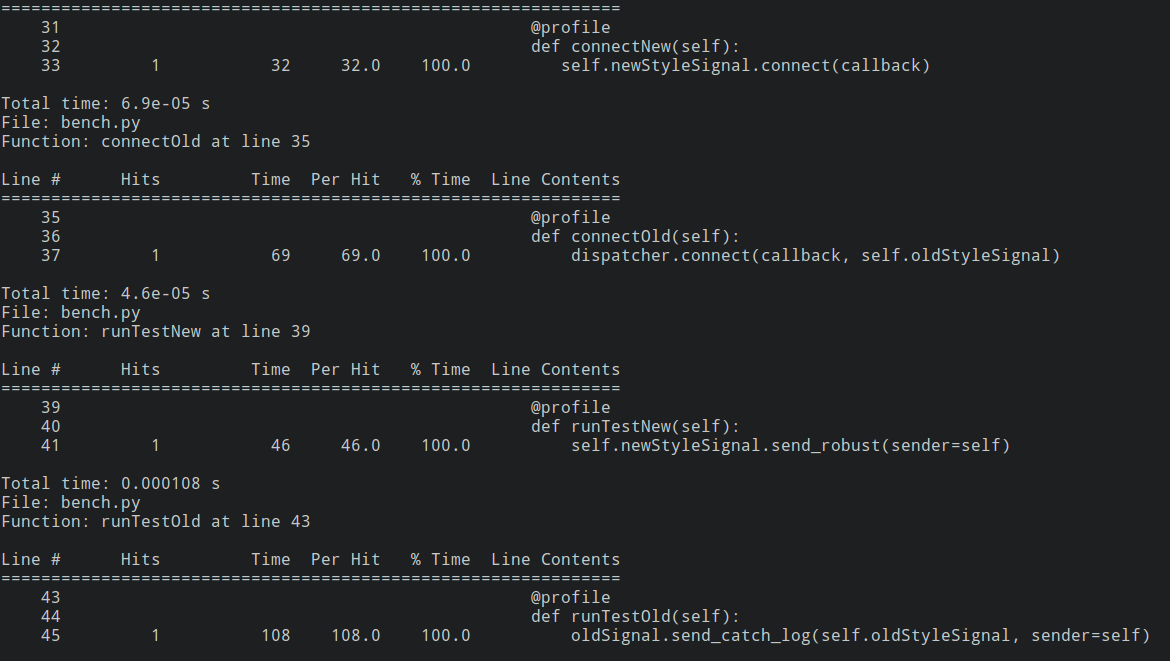 ==============================================================
    31                                               @profile
    32                                               def connectNew(self):
    33         1           32     32.0    100.0         self.newStyleSignal.connect(callback)

Total time: 6.9e-05 s
File: bench.py
Function: connectOld at line 35

Line #      Hits         Time  Per Hit   % Time  Line Contents
==============================================================
    35                                               @profile
    36                                               def connectOld(self):
    37         1           69     69.0    100.0          dispatcher.connect(callback, self.oldStyleSignal)

Total time: 4.6e-05 s
File: bench.py
Function: runTestNew at line 39

Line #      Hits         Time  Per Hit   % Time  Line Contents
==============================================================
    39                                               @profile
    40                                               def runTestNew(self):
    41         1           46     46.0    100.0          self.newStyleSignal.send_robust(sender=self)

Total time: 0.000108 s
File: bench.py
Function: runTestOld at line 43

Line #      Hits         Time  Per Hit   % Time  Line Contents
==============================================================
    43                                               @profile
    44                                               def runTestOld(self):
    45         1          108    108.0    100.0          oldSignal.send_catch_log(self.oldStyleSignal, sender=self)